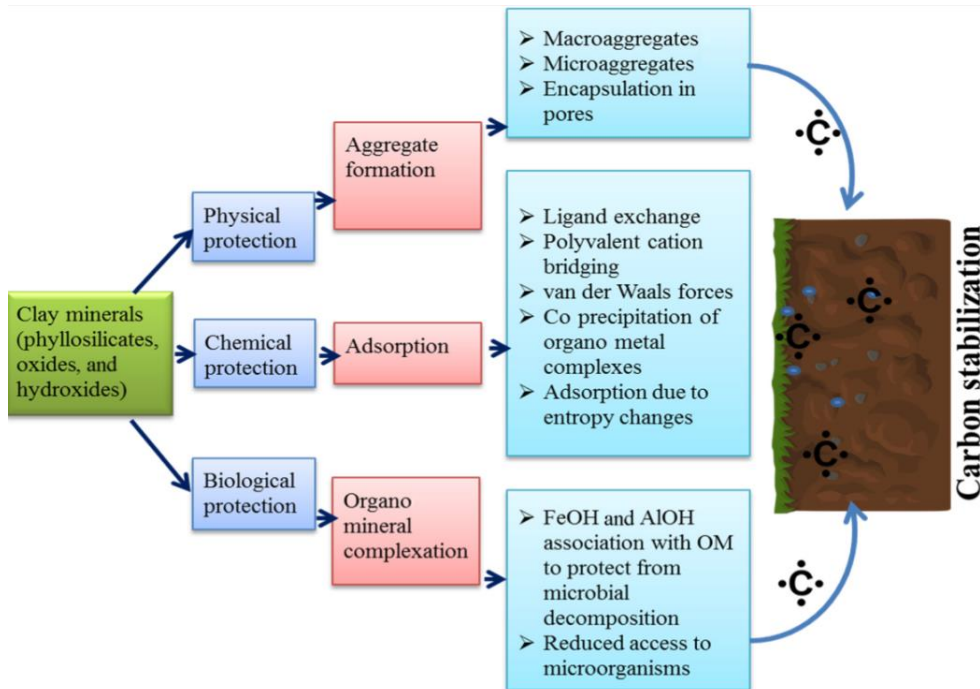 Clay minerals
(phyllosilicates,
oxides, and
hydroxides)
Physical
protection
Chemical
protection
Biological
protection
Aggregate
formation
Adsorption
Organo
mineral
complexation
➢ Macroaggregates
➢ Microaggregates
➢ Encapsulation in
pores
➢ Ligand exchange
➢ Polyvalent cation
bridging
➢ van der Waals forces
➢ Co precipitation of
organo metal
complexes
➢ Adsorption due to
entropy changes
➢ FeOH and AlOH
association with OM
to protect from
microbial
decomposition
➢ Reduced access to
microorganisms
C
C
C
C
C
Carbon stabilization